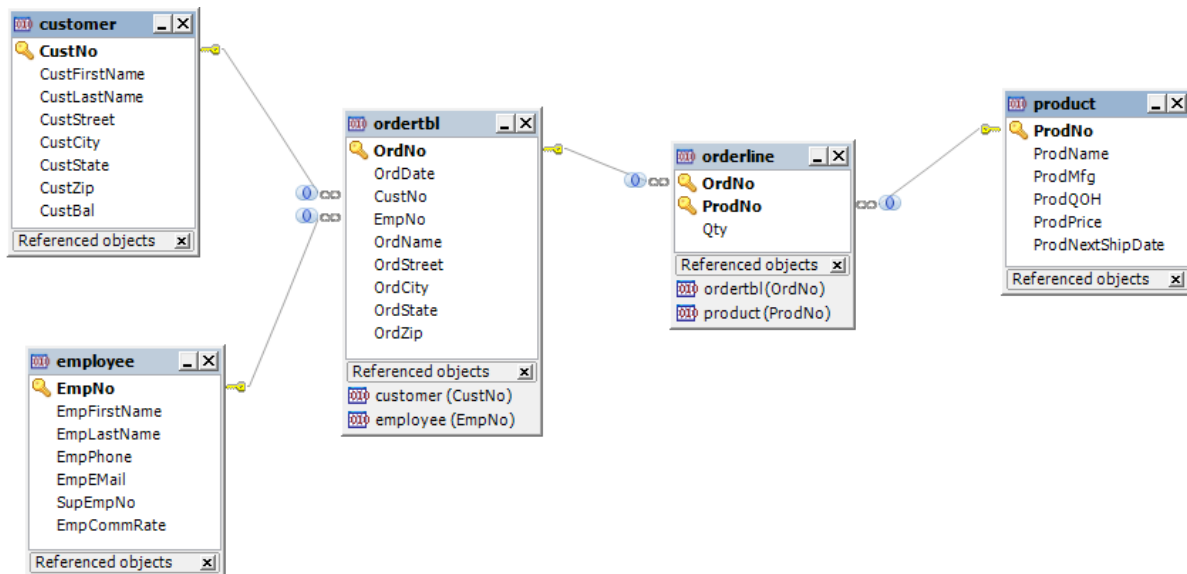 customer
CustNo
CustFirstName
CustLastName
CustStreet
CustCity
CustState
CustZip
CustBal
Referenced objects
employee
EmpNo
EmpFirstName
EmpLastName
EmpPhone
EmpEMail
SupEmpNo
EmpCommRate
Referenced objects
ordertbl
OrdNo
OrdDate
CustNo
EmpNo
OrdName
OrdStreet
OrdCity
OrdState
OrdZip
Referenced objects
customer (CustNo)
employee (EmpNo)
orderline
OrdNo
ProdNo
Qty
Referenced objects
ordertbl(OrdNo)
product (ProdNo)
product
ProdNo
ProdName
ProdMfg
ProdQOH
ProdPrice
ProdNextShipDate
Referenced objects